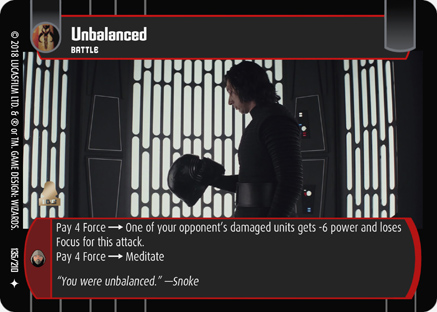 Unbalanced
BATTLE
Pay 4 Force → One of your opponent's damaged units gets -6 power and loses
Focus for this attack.
Pay 4 Force → Meditate
"You were unbalanced." —Snoke
© 2018 LUCASFILM LTD. & ® or TM. GAME DESIGN: WIZARDS.
135/210